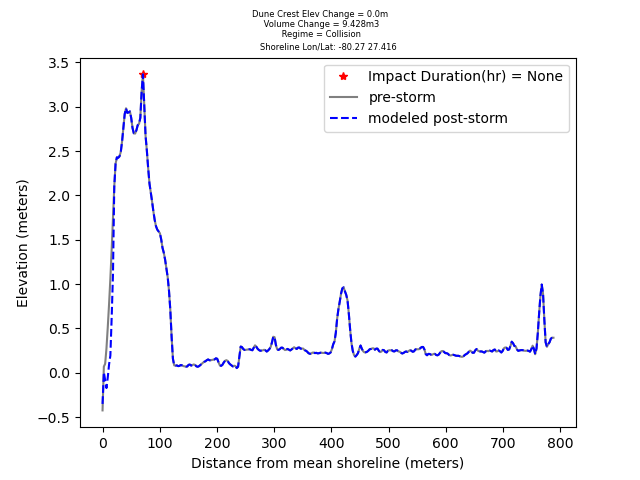 Dune Crest Elev Change = 0.0m
Volume Change = 9.428m3
Regime = Collision
Shoreline Lon/Lat: -80.27 27.416
Impact Duration(hr) = None
pre-storm
modeled post-storm
Elevation (meters)
3.5
3.0
2.5
2.0
1.5
1.0
0.5
0.0
−0.5
0 100 200 300 400 500 600 700 800
Distance from mean shoreline (meters)